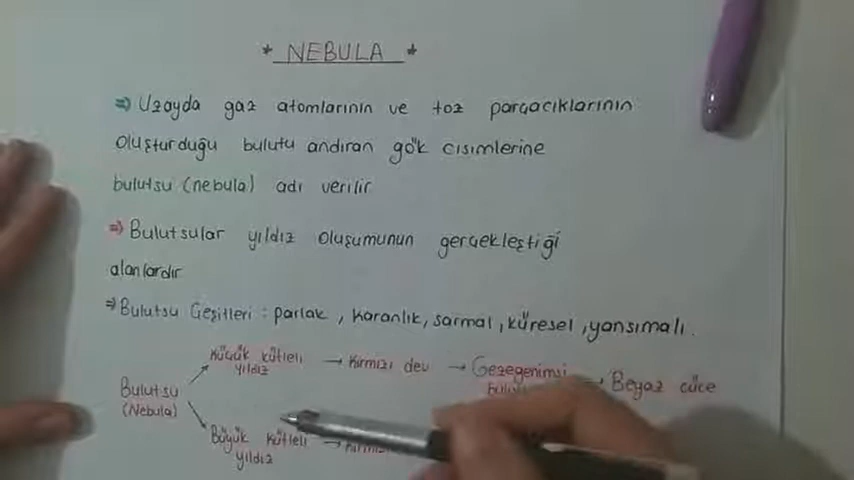 * NEBULA *
⇒ Uzayda gaz atomlarının ve toz parçacıklarının
oluşturduğu bulutu andıran gök cisimlerine
bulutsu (nebula) adı verilir
⇒ Bulutsular yıldız oluşumunun gerçekleştiği
alanlardır
⇒ Bulutsu Çeşitleri : parlak, karanlık, sarmal, küresel, yansımalı.
Küçük kütleli → Kırmızı dev → Gezegenimsi → Beyaz cüce
yıldız
Bulutsu
(Nebula)
Büyük kütleli →
yıldız